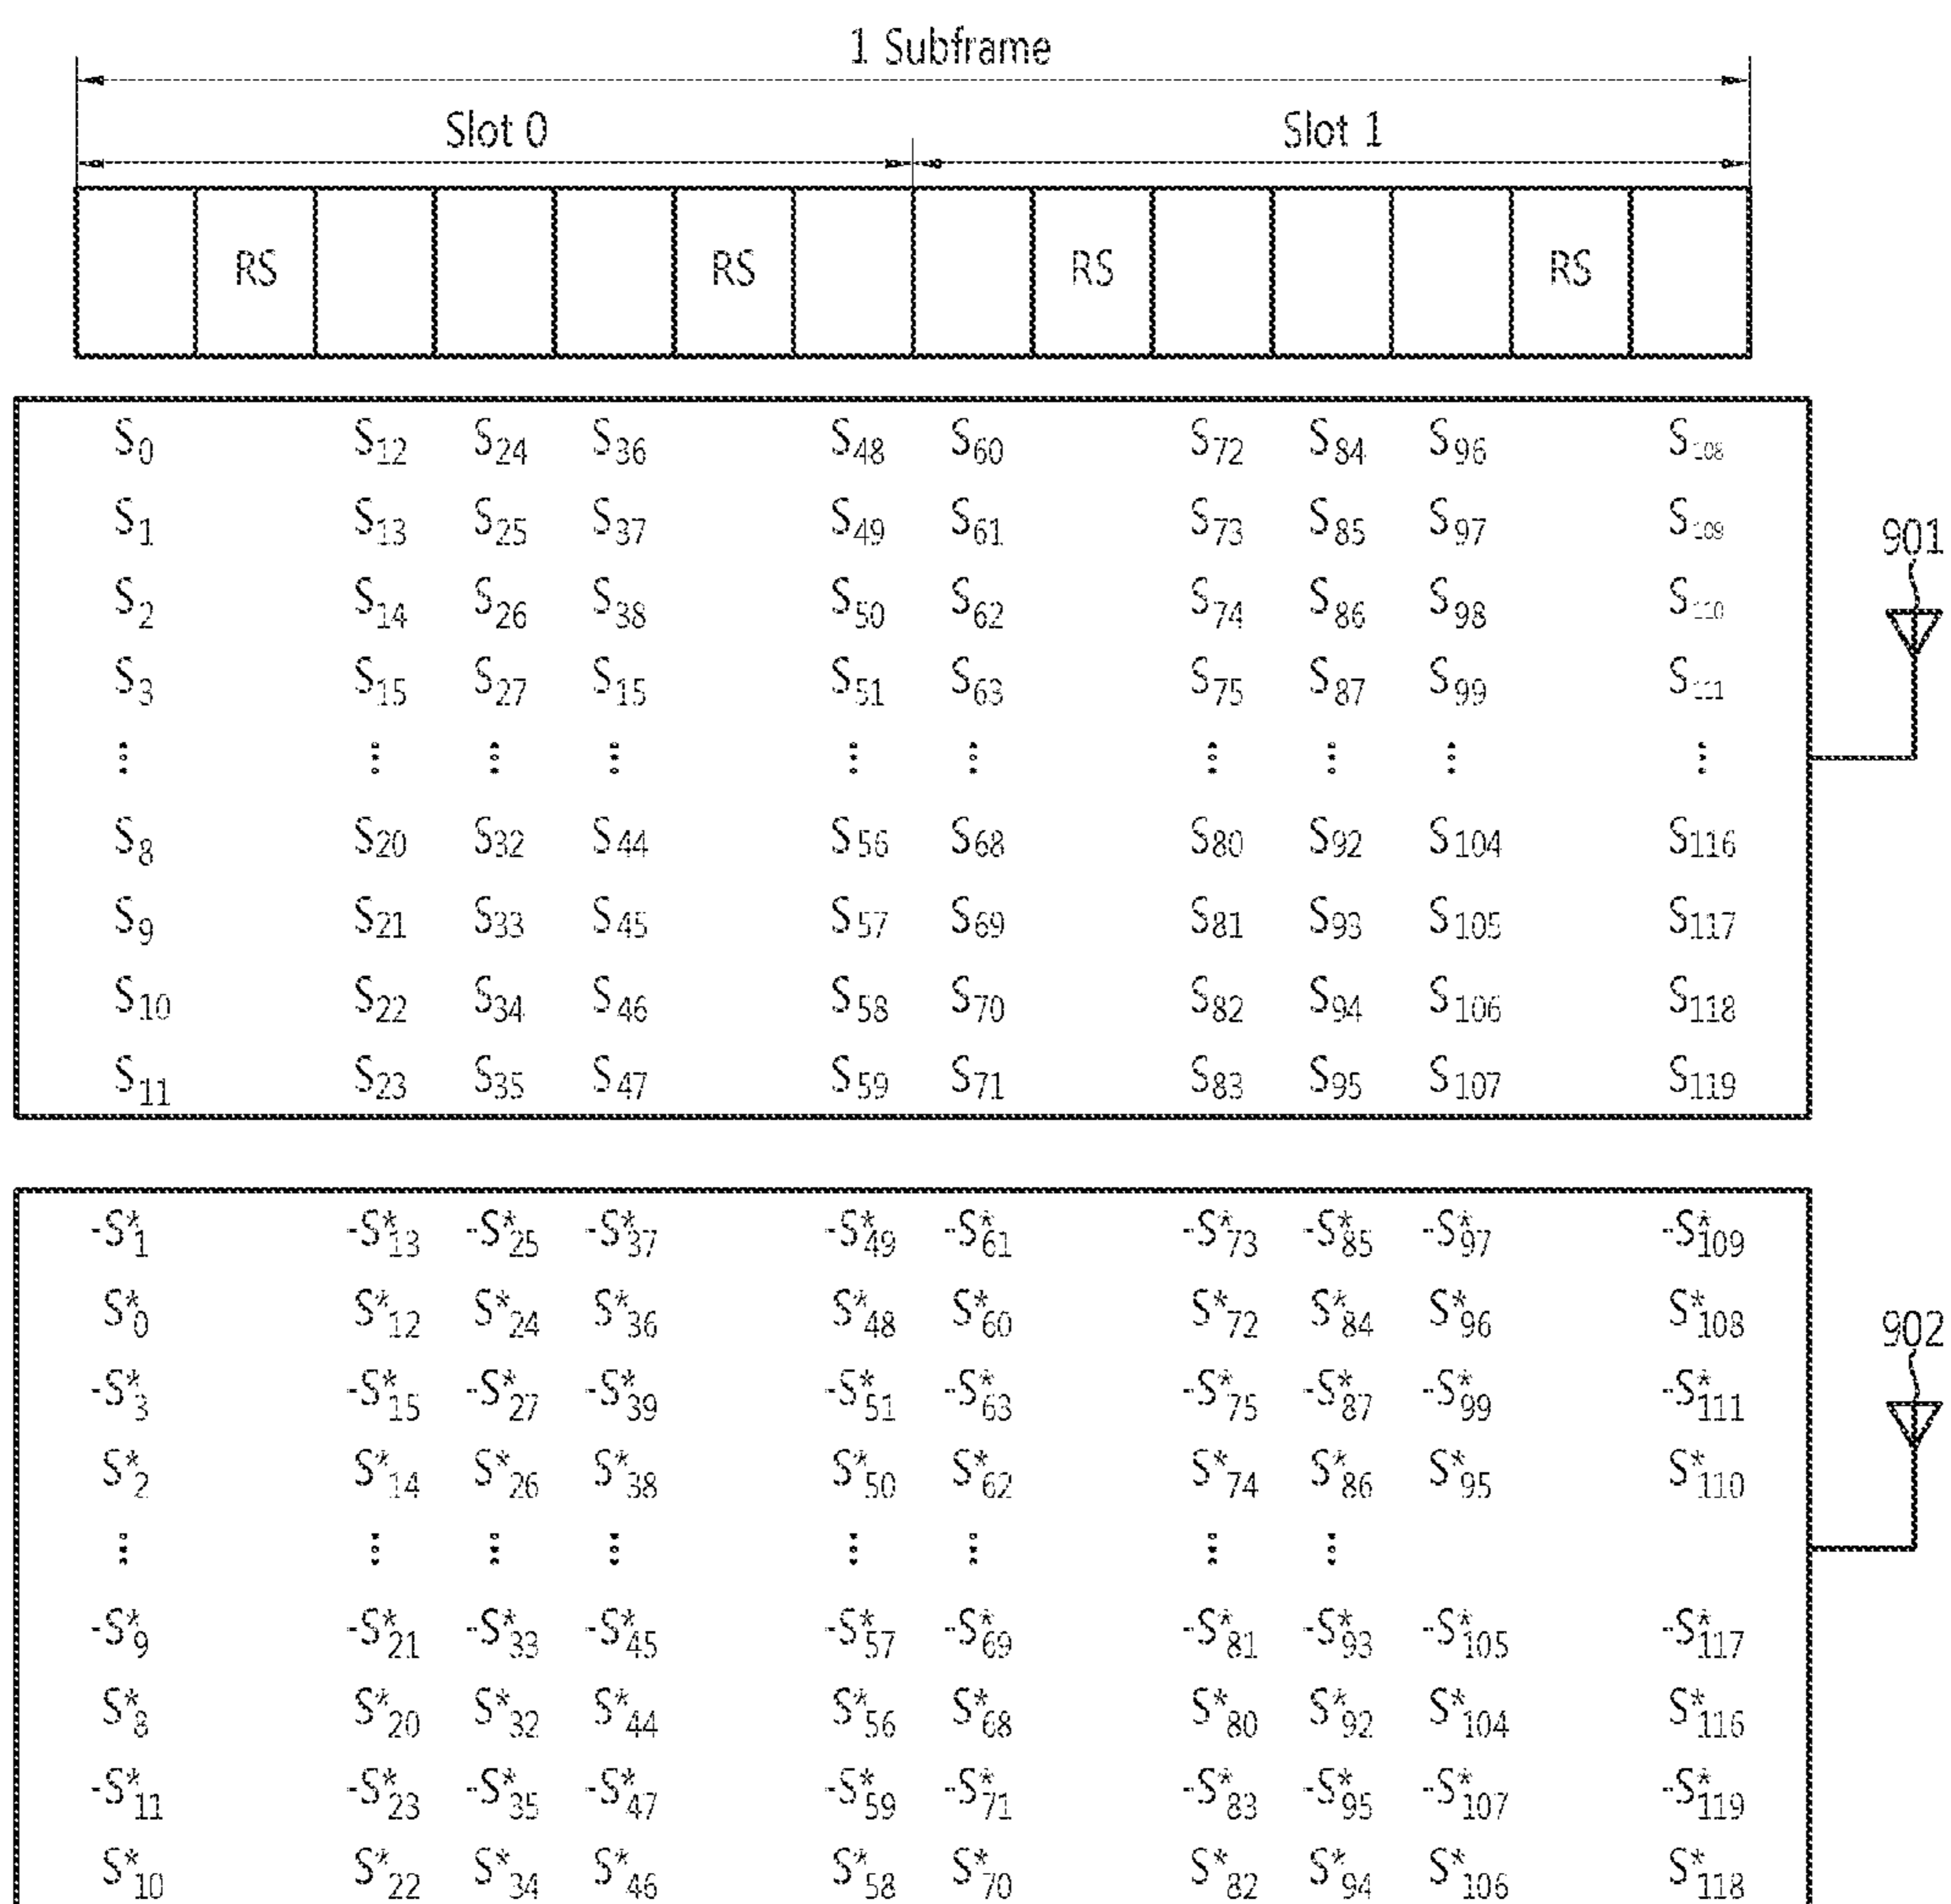 1 Subframe
Slot 0 Slot 1
RS RS RS RS
S0 S12 S24 S36 S48 S60 S72 S84 S96 S108
S1 S13 S25 S37 S49 S61 S73 S85 S97 S109
901
S2 S14 S26 S38 S50 S62 S74 S86 S98 S110
S3 S15 S27 S15 S51 S63 S75 S87 S99 S111
⋮ ⋮ ⋮ ⋮ ⋮ ⋮ ⋮ ⋮ ⋮ ⋮
S8 S20 S32 S44 S56 S68 S80 S92 S104 S116
S9 S21 S33 S45 S57 S69 S81 S93 S105 S117
S10 S22 S34 S46 S58 S70 S82 S94 S106 S118
S11 S23 S35 S47 S59 S71 S83 S95 S107 S119
-S*1 -S*13 -S*25 -S*37 -S*49 -S*61 -S*73 -S*85 -S*97 -S*109
S*0 S*12 S*24 S*36 S*48 S*60 S*72 S*84 S*96 S*108
902
-S*3 -S*15 -S*27 -S*39 -S*51 -S*63 -S*75 -S*87 -S*99 -S*111
S*2 S*14 S*26 S*38 S*50 S*62 S*74 S*86 S*95 S*110
⋮ ⋮ ⋮ ⋮ ⋮ ⋮ ⋮ ⋮
-S*9 -S*21 -S*33 -S*45 -S*57 -S*69 -S*81 -S*93 -S*105 -S*117
S*8 S*20 S*32 S*44 S*56 S*68 S*80 S*92 S*104 S*116
-S*11 -S*23 -S*35 -S*47 -S*59 -S*71 -S*83 -S*95 -S*107 -S*119
S*10 S*22 S*34 S*46 S*58 S*70 S*82 S*94 S*106 S*118